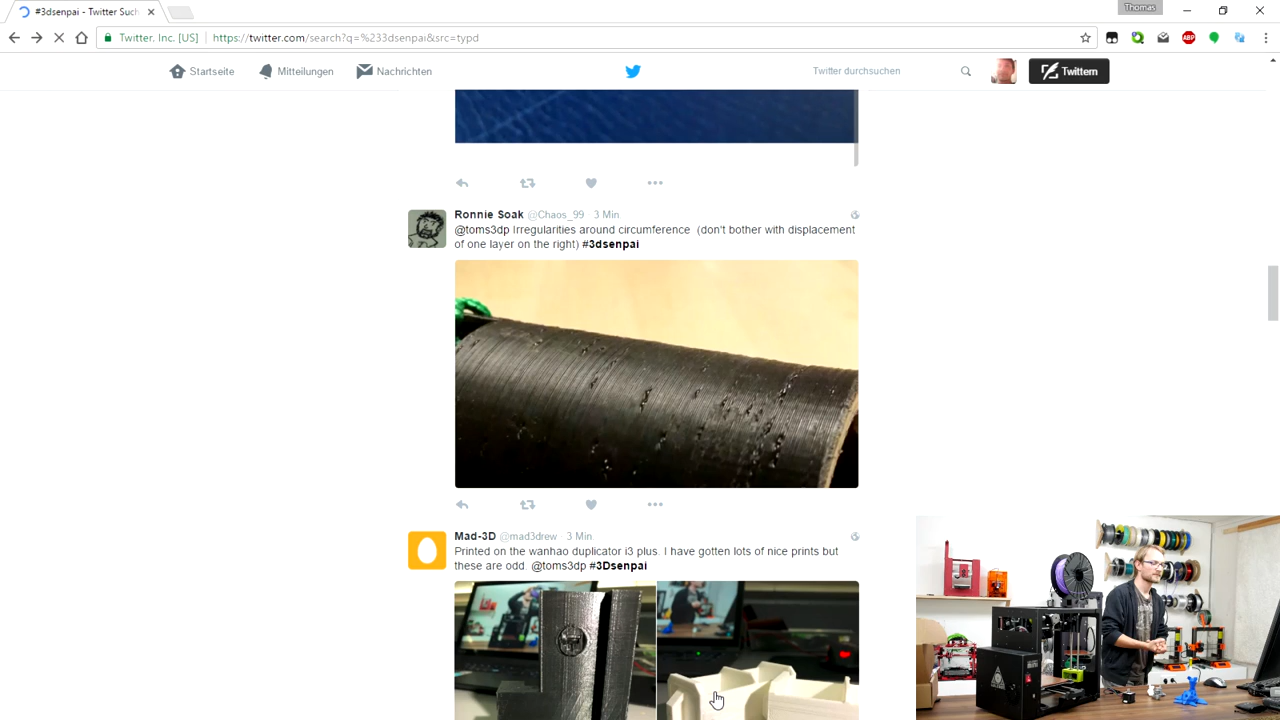 #3dsenpai - Twitter Such
Thomas
Twitter, Inc. [US]
https://twitter.com/search?q=%233dsenpai&src=typd
ABP
Startseite
Mitteilungen
Nachrichten
Twitter durchsuchen
Twittern
Ronnie Soak @Chaos_99 · 3 Min.
@toms3dp Irregularities around circumference (don't bother with displacement
of one layer on the right) #3dsenpai
Mad-3D @mad3drew · 3 Min.
Printed on the wanhao duplicator i3 plus. I have gotten lots of nice prints but
these are odd. @toms3dp #3Dsenpai